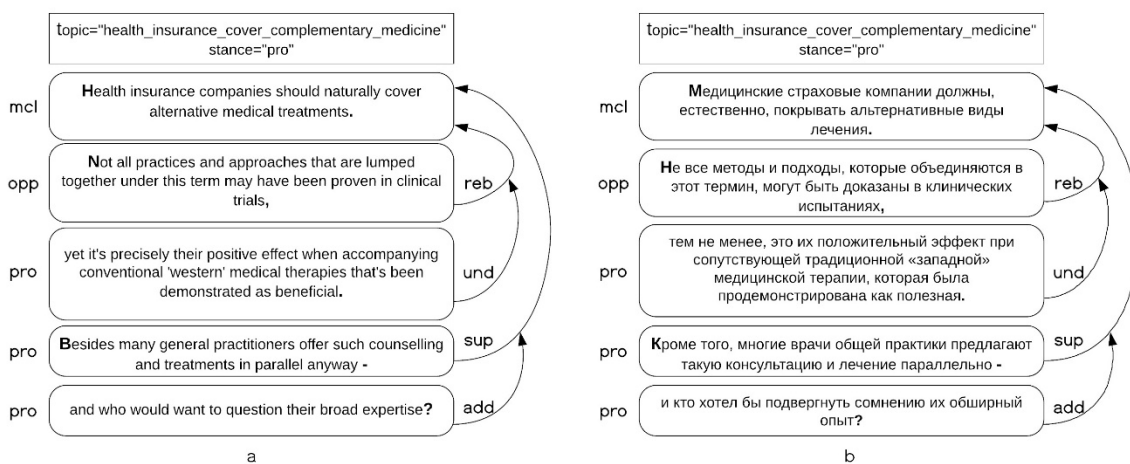 topic="health_insurance_cover_complementary_medicine"
stance="pro"
mcl
Health insurance companies should naturally cover
alternative medical treatments.
opp
Not all practices and approaches that are lumped
together under this term may have been proven in clinical
trials,
reb
pro
yet it's precisely their positive effect when accompanying
conventional 'western' medical therapies that's been
demonstrated as beneficial.
und
pro
Besides many general practitioners offer such counselling
and treatments in parallel anyway -
sup
pro
and who would want to question their broad expertise?
add
a
topic="health_insurance_cover_complementary_medicine"
stance="pro"
mcl
Медицинские страховые компании должны,
естественно, покрывать альтернативные виды
лечения.
opp
Не все методы и подходы, которые объединяются в
этот термин, могут быть доказаны в клинических
испытаниях,
reb
pro
тем не менее, это их положительный эффект при
сопутствующей традиционной «западной»
медицинской терапии, которая была
продемонстрирована как полезная.
und
pro
Кроме того, многие врачи общей практики предлагают
такую консультацию и лечение параллельно -
sup
pro
и кто хотел бы подвергнуть сомнению их обширный
опыт?
add
b